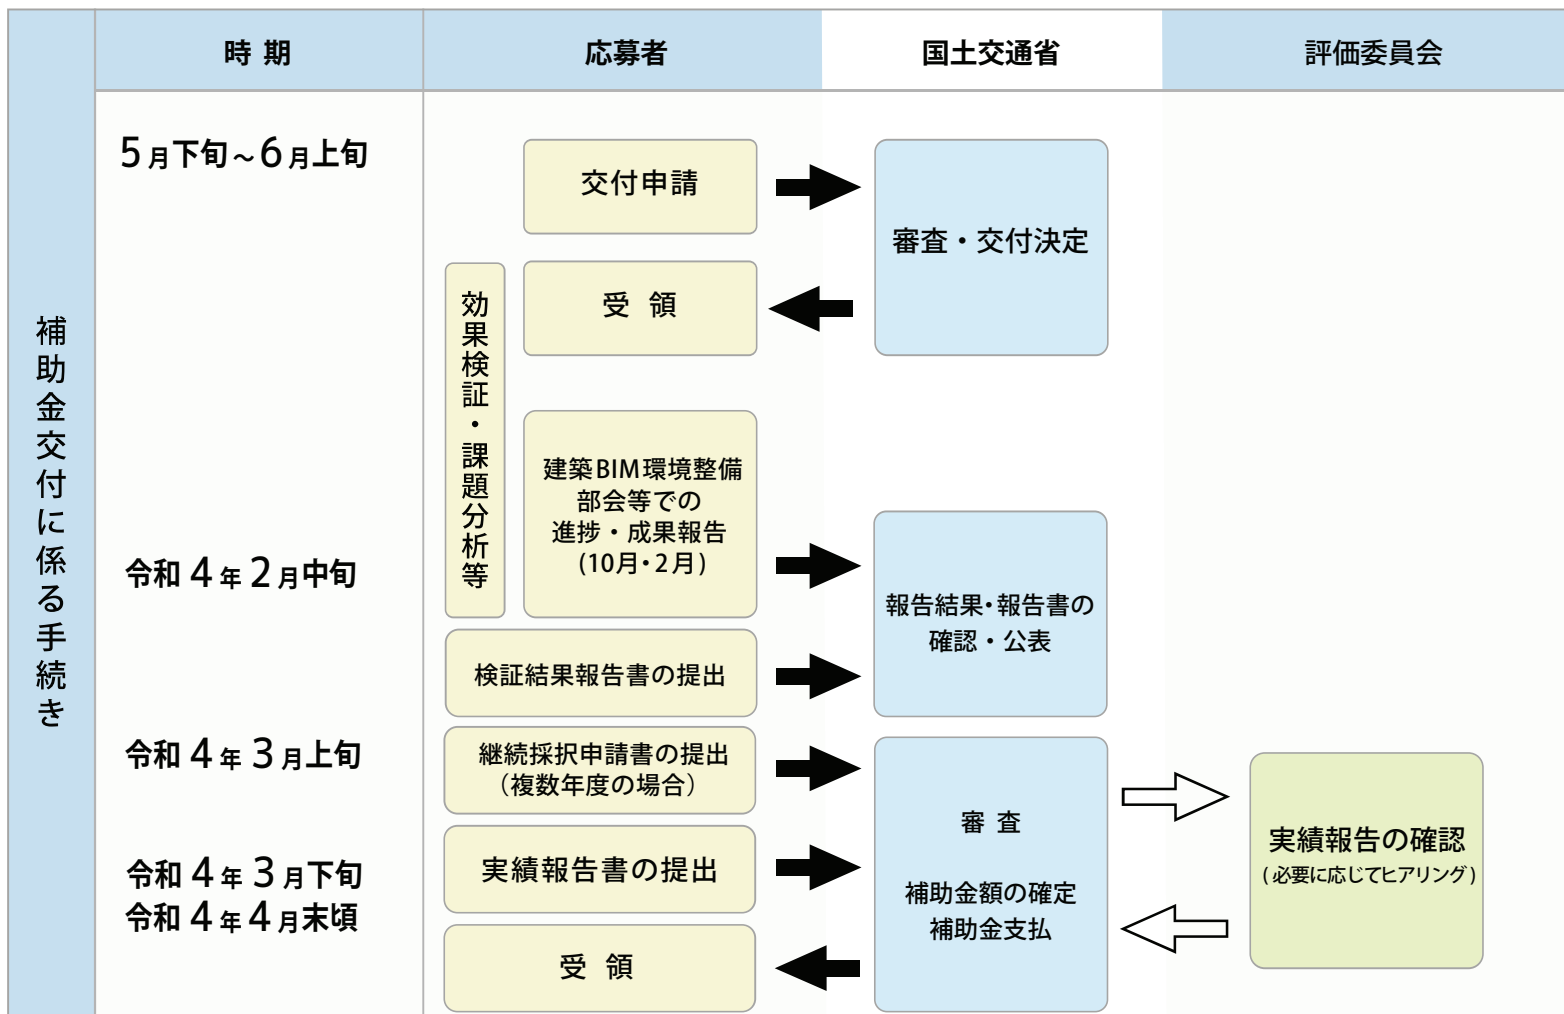 時 期
応募者
国土交通省
評価委員会
補助金交付に係る手続き
5月下旬～6月上旬
交付申請
審査・交付決定
受 領
効果検証・課題分析等
建築BIM環境整備
部会等での
進捗・成果報告
(10月・2月)
令和4年2月中旬
報告結果・報告書の
確認・公表
検証結果報告書の提出
令和4年3月上旬
継続採択申請書の提出
（複数年度の場合）
審 査
補助金額の確定
補助金支払
実績報告の確認
(必要に応じてヒアリング)
令和4年3月下旬
実績報告書の提出
令和4年4月末頃
受 領